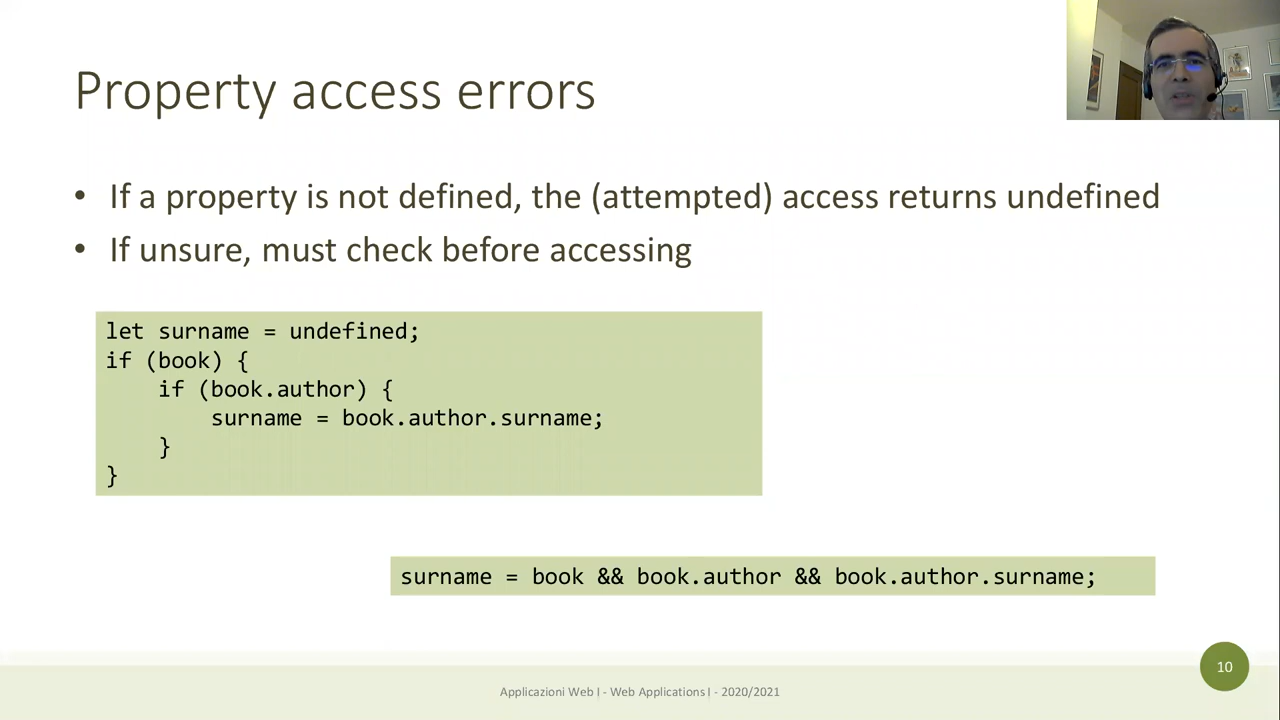 Property access errors
• If a property is not defined, the (attempted) access returns undefined
• If unsure, must check before accessing
let surname = undefined;
if (book) {
    if (book.author) {
        surname = book.author.surname;
    }
}
surname = book && book.author && book.author.surname;
Applicazioni Web I - Web Applications I - 2020/2021
10